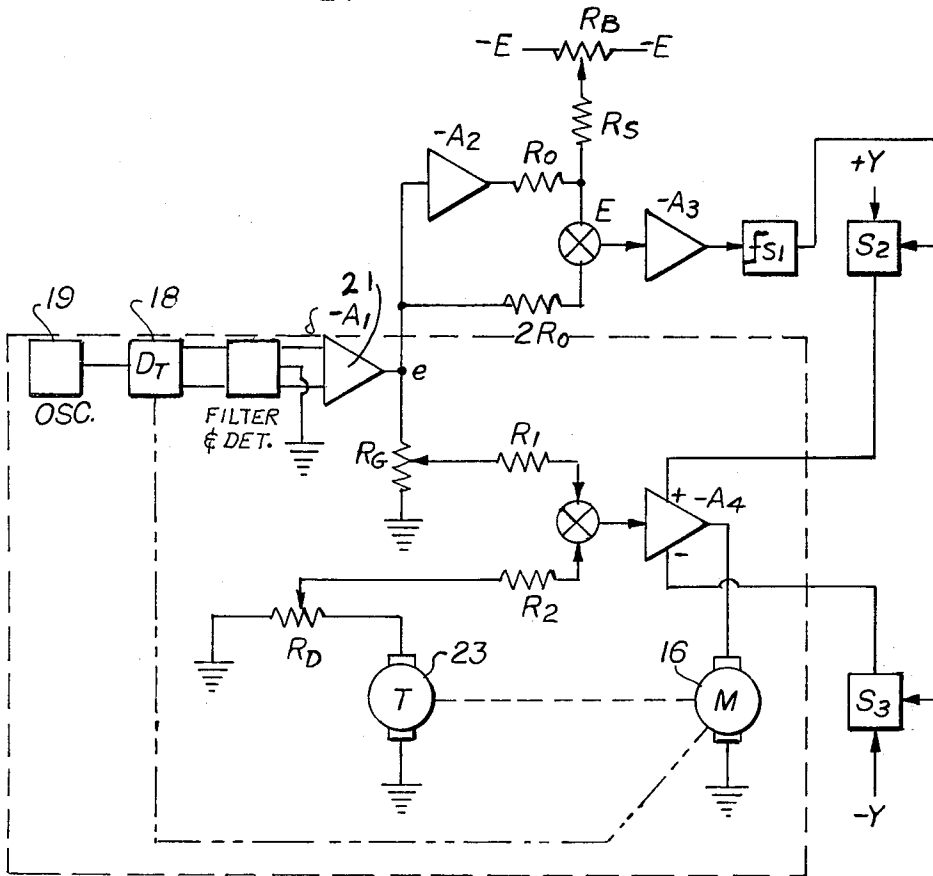 RB
-E -E
RS
-A2
RO
+Y
E
-A3
S1
S2
21
19
18
-A1
2RO
DT
e
OSC.
FILTER
& DET.
RG
R1
+ -A4
-
R2
RD
23
16
T
M
S3
-Y